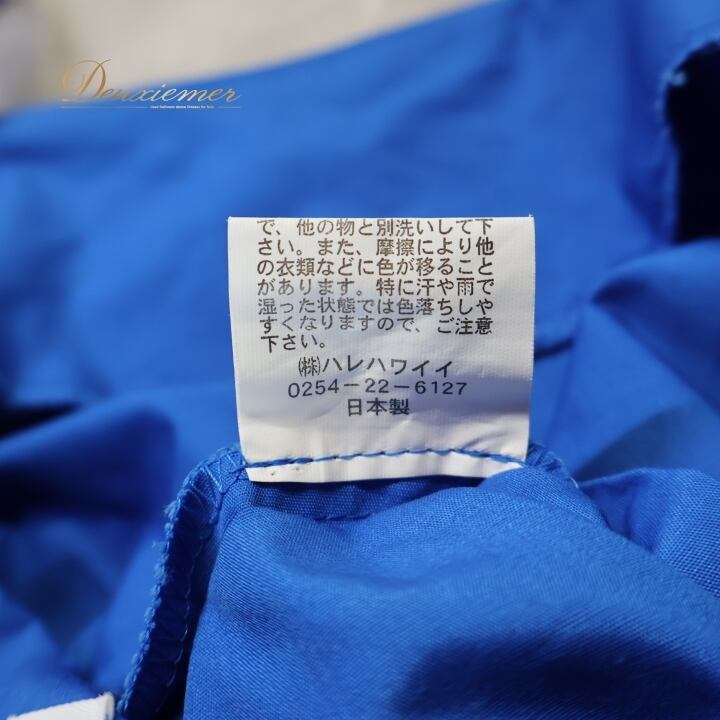 Deuxiemer
で、他の物と別洗いして下
さい。また、摩擦により他
の衣類などに色が移ること
があります。特に汗や雨で
湿った状態では色落ちしや
すくなりますので、ご注意
下さい。
㈱ハレハワイイ
0254-22-6127
日本製